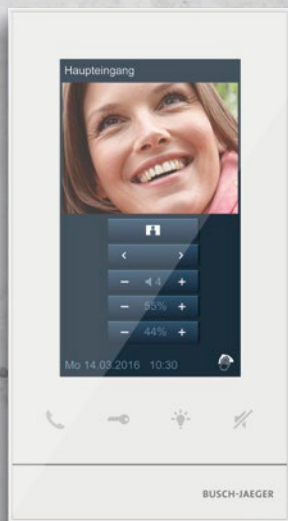 Haupteingang
< >
– 4 +
– 55% +
– 44% +
Mo 14.03.2016 10:30
BUSCH-JAEGER